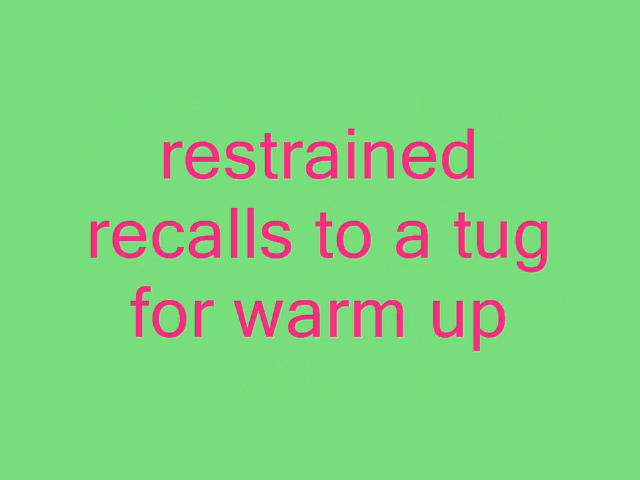 restrained
recalls to a tug
for warm up